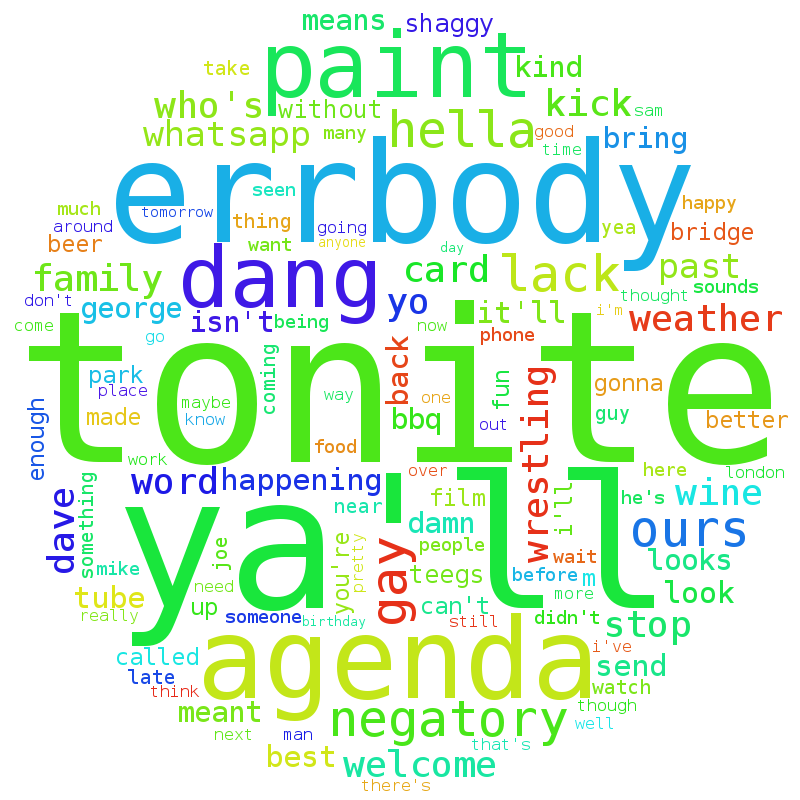 means
shaggy
paint
take
kind
who's
without
kick
sam
whatsapp
many
hella
good
time
bring
errbody
seen
much
tomorrow
happy
around
thing
going
yea
beer
want
anyone
bridge
dang
day
family
card
lack
past
don't
george
yo
it'll
sounds
thought
isn't
being
i'm
weather
come
go
now
phone
tonite
park
coming
way
back
fun
gonna
place
maybe
one
guy
made
know
bbq
out
better
enough
food
wrestling
work
over
here
london
word
happening
dave
something
near
film
i'll
he's
wine
ya'll
damn
ours
mike
joe
you're
pretty
gay
people
wait
looks
need
teegs
before
m
tube
up
more
look
really
someone
birthday
can't
still
didn't
stop
agenda
i've
called
late
send
think
watch
meant
negatory
though
next
man
well
best
that's
welcome
there's